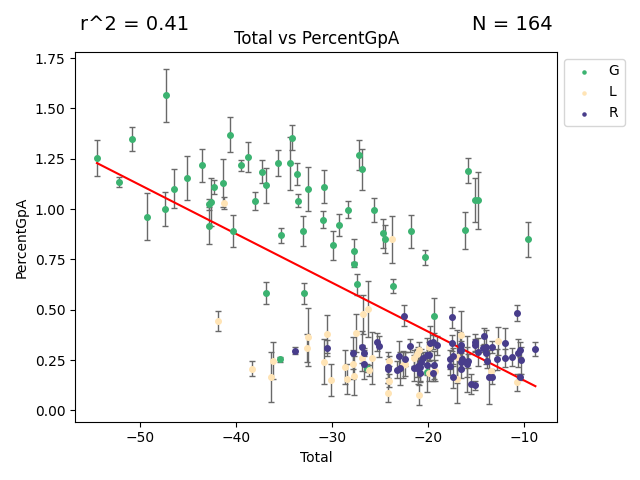 r^2 = 0.41 N = 164
Total vs PercentGpA
1.75
1.50
1.25
1.00
0.75
0.50
0.25
0.00
PercentGpA
−50 −40 −30 −20 −10
Total
G
L
R